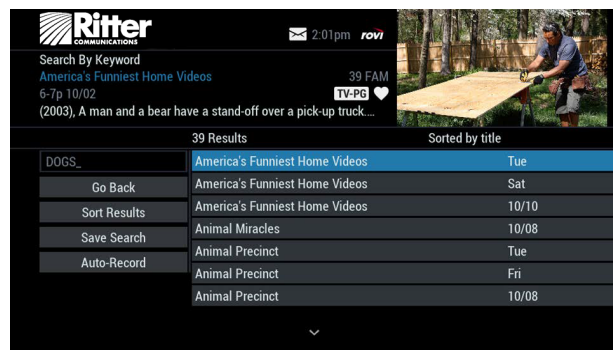 Ritter
COMMUNICATIONS
2:01pm rovi
Search By Keyword
America's Funniest Home Videos 39 FAM
6-7p 10/02 TV-PG
(2003), A man and a bear have a stand-off over a pick-up truck....
39 Results Sorted by title
DOGS_
Go Back
Sort Results
Save Search
Auto-Record
America's Funniest Home Videos Tue
America's Funniest Home Videos Sat
America's Funniest Home Videos 10/10
Animal Miracles 10/08
Animal Precinct Tue
Animal Precinct Fri
Animal Precinct 10/08